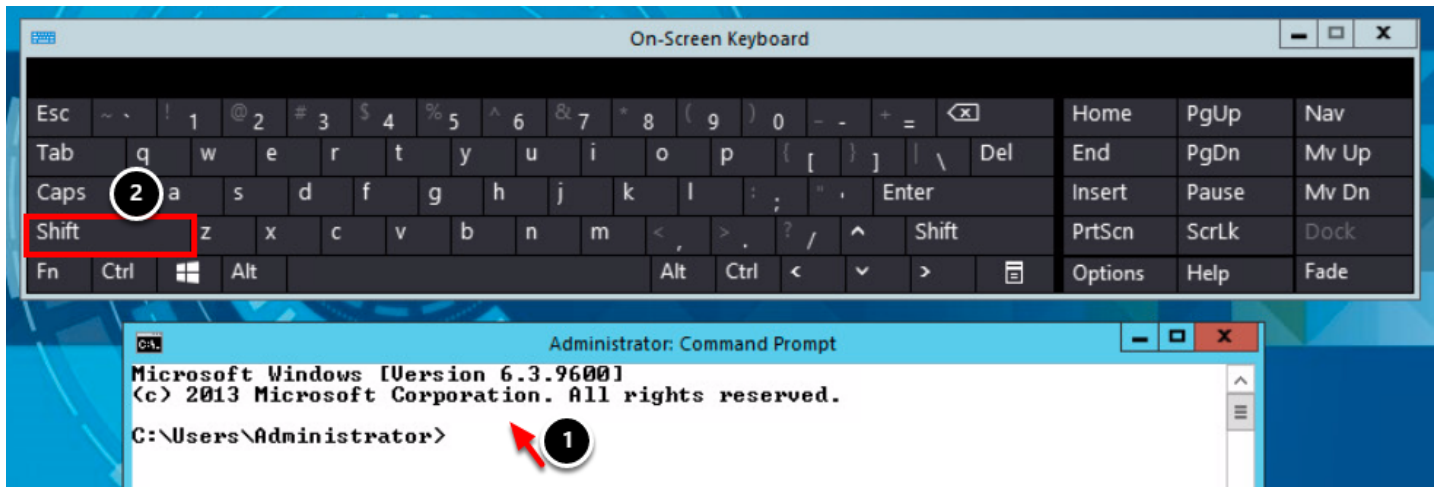 On-Screen Keyboard
Esc ~ ` ! 1 @ 2 # 3 $ 4 % 5 ^ 6 & 7 * 8 ( 9 ) 0 _ - + = Home PgUp Nav
Tab q w e r t y u i o p { [ } ] | \ Del End PgDn Mv Up
Caps 2 a s d f g h j k l : ; " ' Enter Insert Pause Mv Dn
Shift z x c v b n m < , > . ? / ^ Shift PrtScn ScrLk Dock
Fn Ctrl Alt Alt Ctrl < v > Options Help Fade
C:\. Administrator: Command Prompt
Microsoft Windows [Version 6.3.9600]
(c) 2013 Microsoft Corporation. All rights reserved.
C:\Users\Administrator> 1